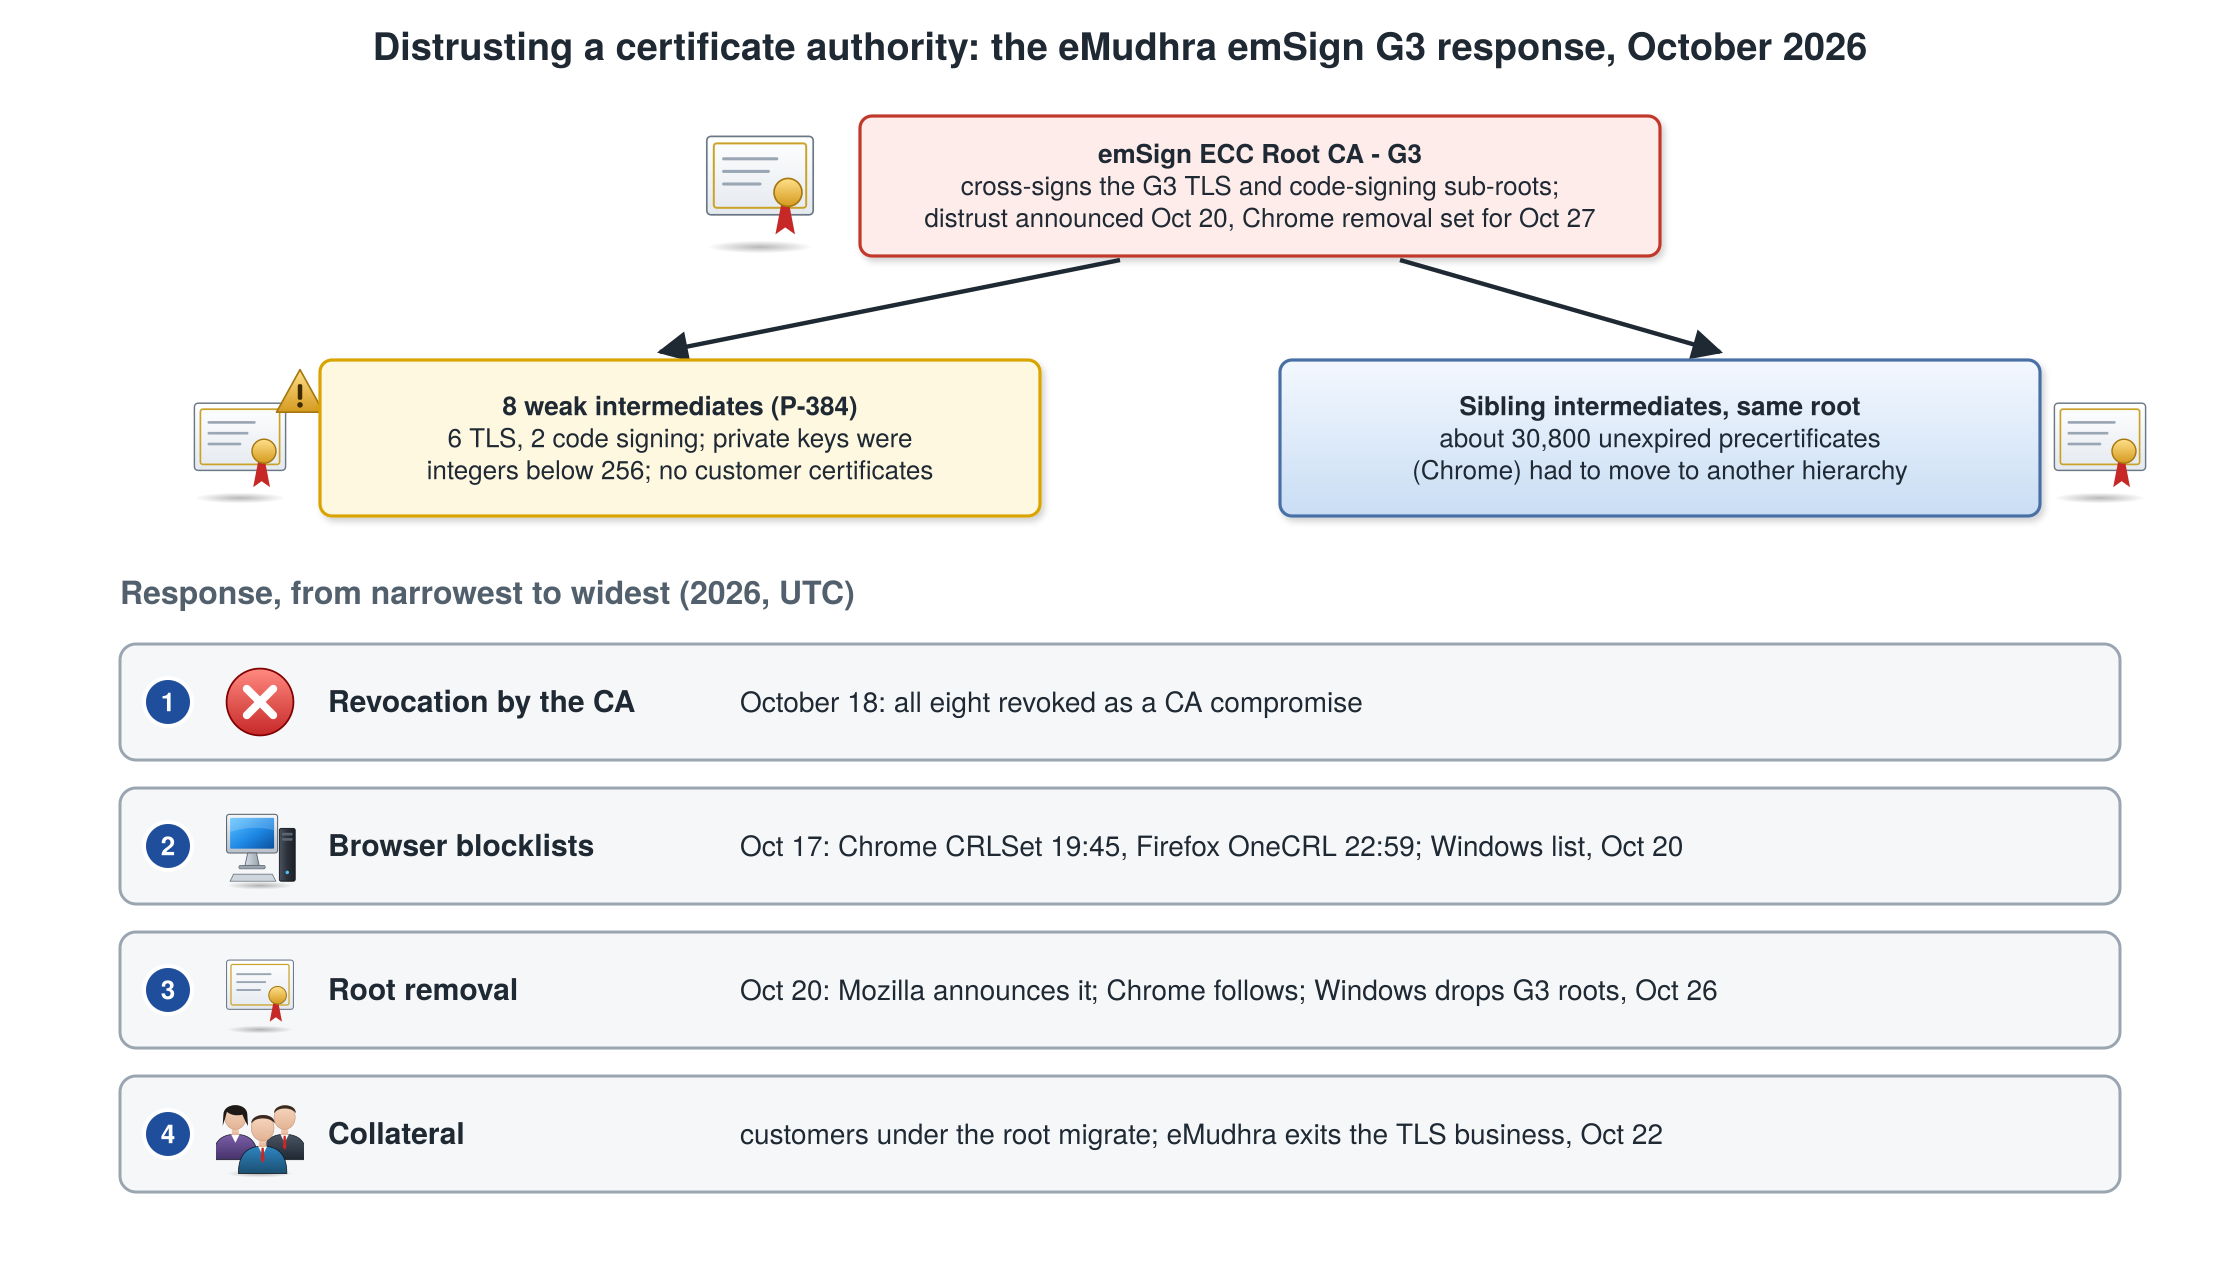 Distrusting a certificate authority: the eMudhra emSign G3 response, October 2026
emSign ECC Root CA - G3
cross-signs the G3 TLS and code-signing sub-roots;
distrust announced Oct 20, Chrome removal set for Oct 27
8 weak intermediates (P-384)
6 TLS, 2 code signing; private keys were
integers below 256; no customer certificates
Sibling intermediates, same root
about 30,800 unexpired precertificates
(Chrome) had to move to another hierarchy
Response, from narrowest to widest (2026, UTC)
1 Revocation by the CA October 18: all eight revoked as a CA compromise
2 Browser blocklists Oct 17: Chrome CRLSet 19:45, Firefox OneCRL 22:59; Windows list, Oct 20
3 Root removal Oct 20: Mozilla announces it; Chrome follows; Windows drops G3 roots, Oct 26
4 Collateral customers under the root migrate; eMudhra exits the TLS business, Oct 22